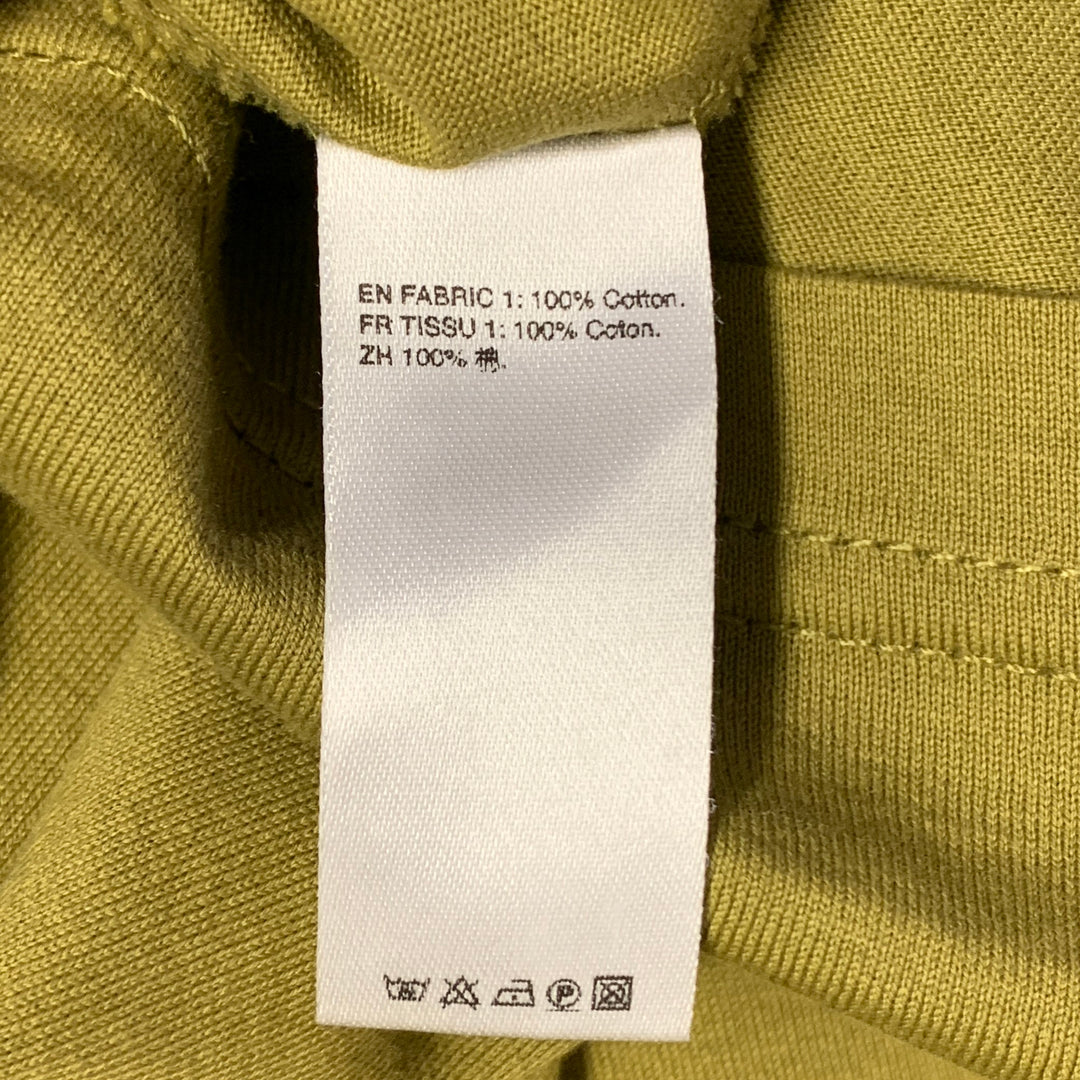 EN FABRIC 1: 100% Cotton.
FR TISSU 1: 100% Coton.
ZH 100% 棉.
P